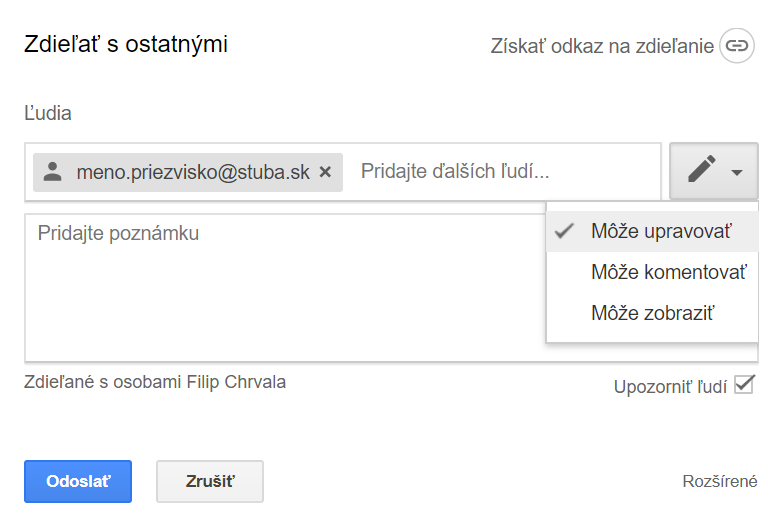 Zdieľať s ostatnými
Získať odkaz na zdieľanie
Ľudia
meno.priezvisko@stuba.sk × Pridajte ďalších ľudí...
Pridajte poznámku
Môže upravovať
Môže komentovať
Môže zobraziť
Zdieľané s osobami Filip Chrvala
Upozorniť ľudí
Odoslať
Zrušiť
Rozšírené